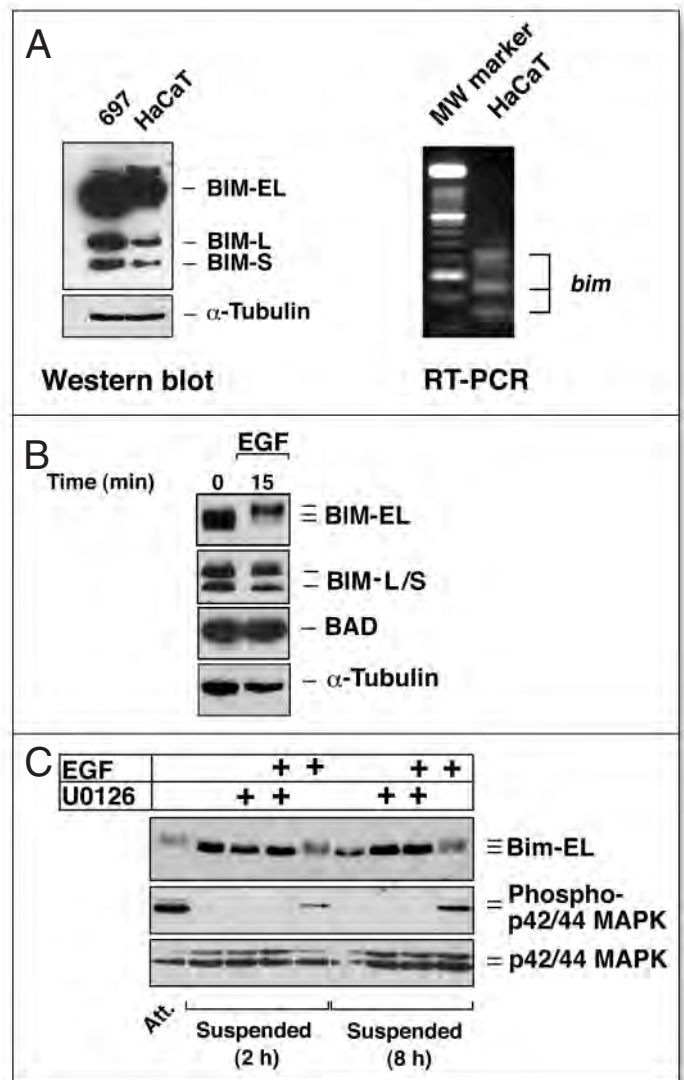 A
697
HaCaT
BIM-EL
BIM-L
BIM-S
α-Tubulin
Western blot
MW marker
HaCaT
bim
RT-PCR
B
EGF
Time (min) 0 15
BIM-EL
BIM-L/S
BAD
α-Tubulin
C
EGF + + + +
U0126 + + + +
Bim-EL
Phospho-
p42/44 MAPK
p42/44 MAPK
Att.
Suspended Suspended
(2 h) (8 h)